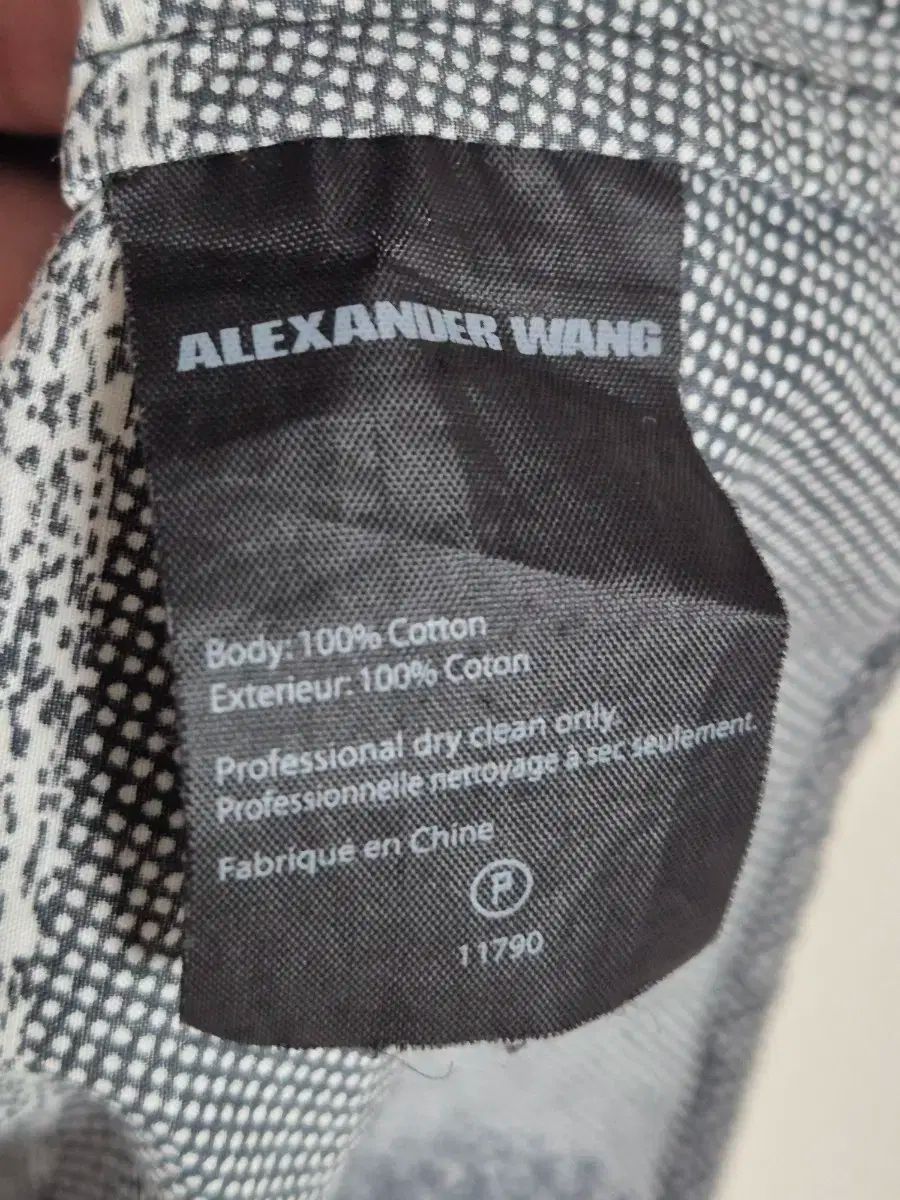 ALEXANDER WANG
Body: 100% Cotton
Exterieur: 100% Coton
Professional dry clean only.
Professionnelle nettoyage à sec seulement.
Fabriqué en Chine
P
11790